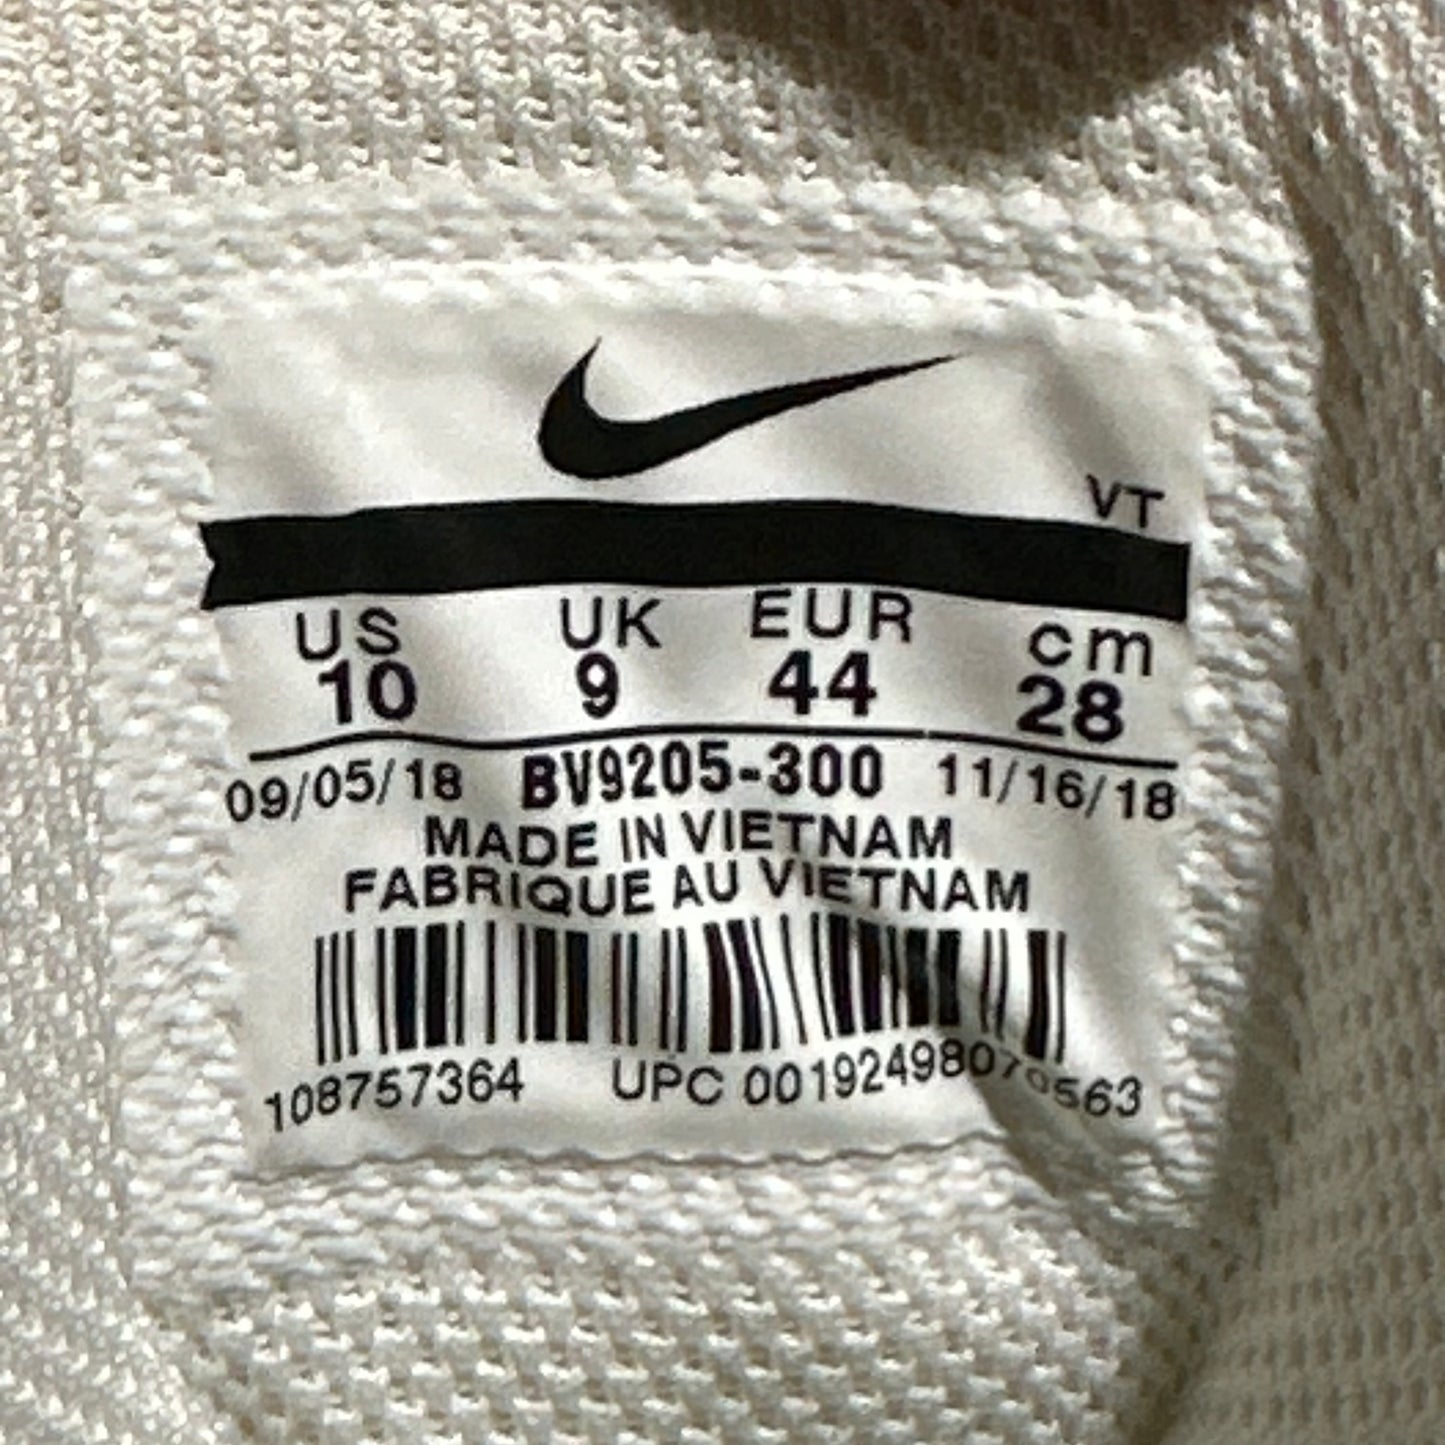 VT
US UK EUR cm
10 9 44 28
09/05/18 BV9205-300 11/16/18
MADE IN VIETNAM
FABRIQUE AU VIETNAM
108757364 UPC 00192498070563